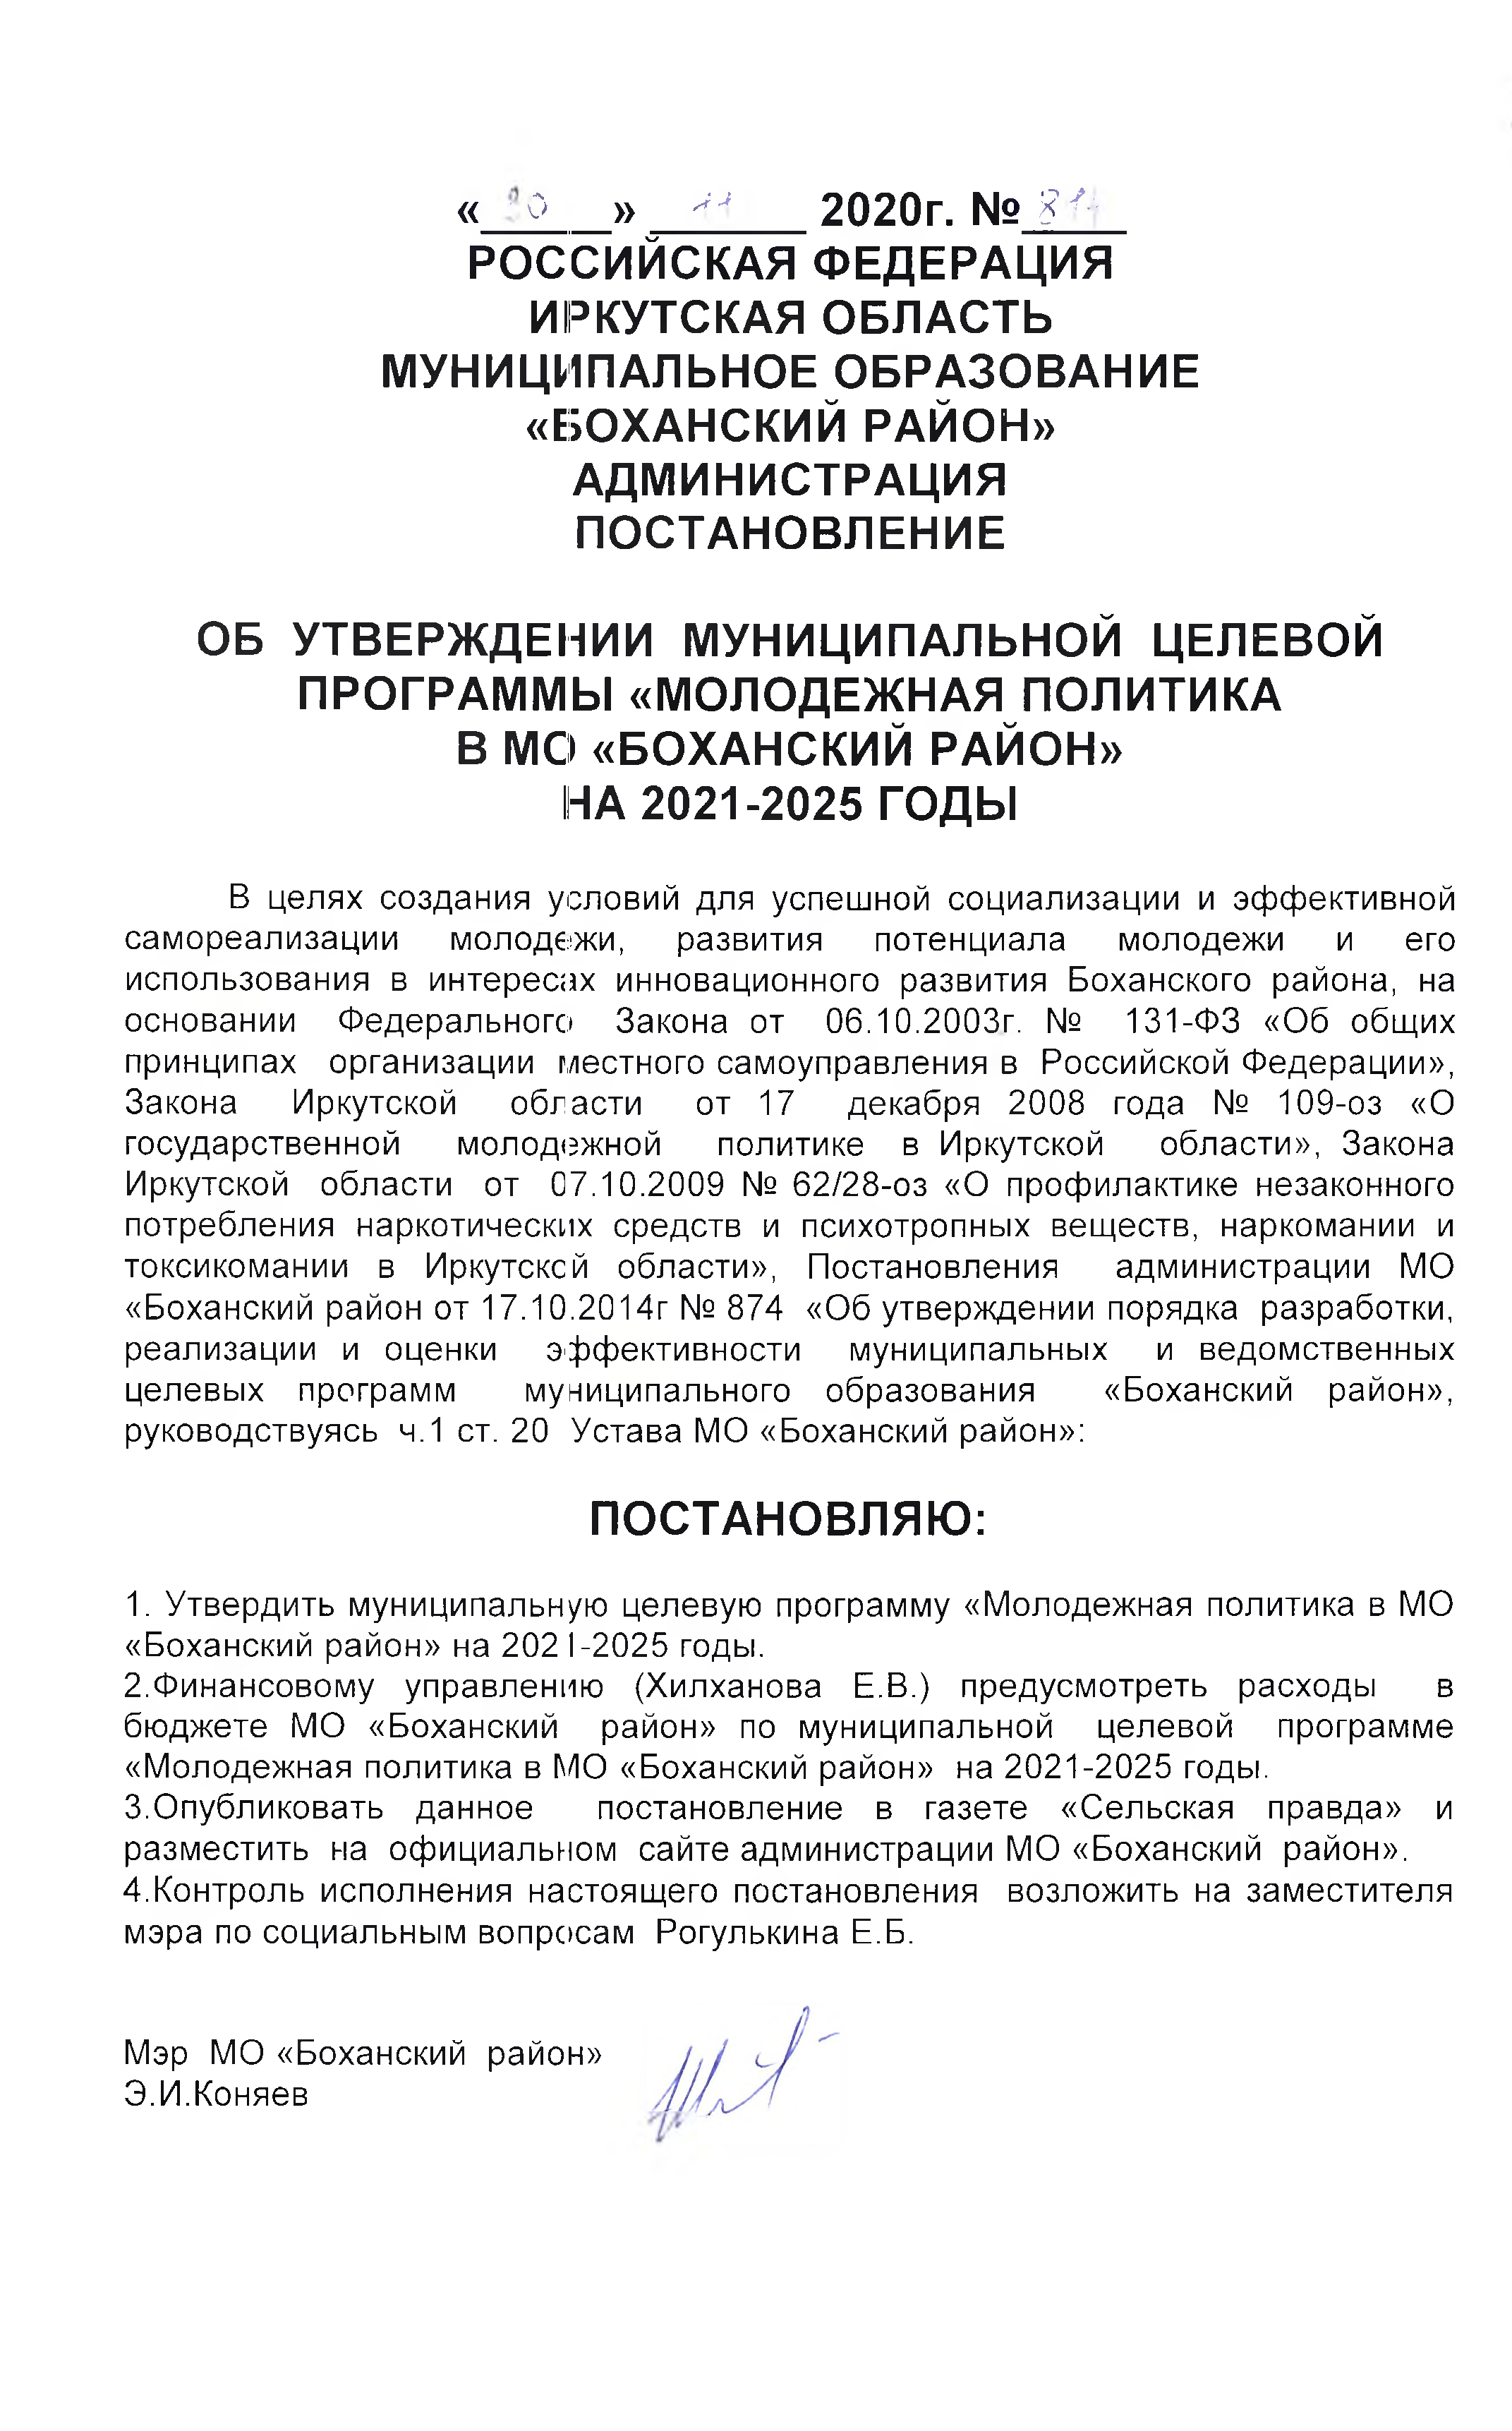 «30» 11 2020г. №
РОССИЙСКАЯ ФЕДЕРАЦИЯ
ИРКУТСКАЯ ОБЛАСТЬ
МУНИЦИПАЛЬНОЕ ОБРАЗОВАНИЕ
«БОХАНСКИЙ РАЙОН»
АДМИНИСТРАЦИЯ
ПОСТАНОВЛЕНИЕ
ОБ УТВЕРЖДЕНИИ МУНИЦИПАЛЬНОЙ ЦЕЛЕВОЙ
ПРОГРАММЫ «МОЛОДЕЖНАЯ ПОЛИТИКА
В МО «БОХАНСКИЙ РАЙОН»
НА 2021-2025 ГОДЫ
В целях создания условий для успешной социализации и эффективной
самореализации молодежи, развития потенциала молодежи и его
использования в интересах инновационного развития Боханского района, на
основании Федерального Закона от 06.10.2003г. № 131-ФЗ «Об общих
принципах организации местного самоуправления в Российской Федерации»,
Закона Иркутской области от 17 декабря 2008 года № 109-оз «О
государственной молодежной политике в Иркутской области», Закона
Иркутской области от 07.10.2009 № 62/28-оз «О профилактике незаконного
потребления наркотических средств и психотропных веществ, наркомании и
токсикомании в Иркутской области», Постановления администрации МО
«Боханский район от 17.10.2014г № 874 «Об утверждении порядка разработки,
реализации и оценки эффективности муниципальных и ведомственных
целевых программ муниципального образования «Боханский район»,
руководствуясь ч.1 ст. 20 Устава МО «Боханский район»:
ПОСТАНОВЛЯЮ:
1. Утвердить муниципальную целевую программу «Молодежная политика в МО
«Боханский район» на 2021-2025 годы.
2.Финансовому управлению (Хилханова Е.В.) предусмотреть расходы в
бюджете МО «Боханский район» по муниципальной целевой программе
«Молодежная политика в МО «Боханский район» на 2021-2025 годы.
3.Опубликовать данное постановление в газете «Сельская правда» и
разместить на официальном сайте администрации МО «Боханский район».
4.Контроль исполнения настоящего постановления возложить на заместителя
мэра по социальным вопросам Рогулькина Е.Б.
Мэр МО «Боханский район»
Э.И.Коняев